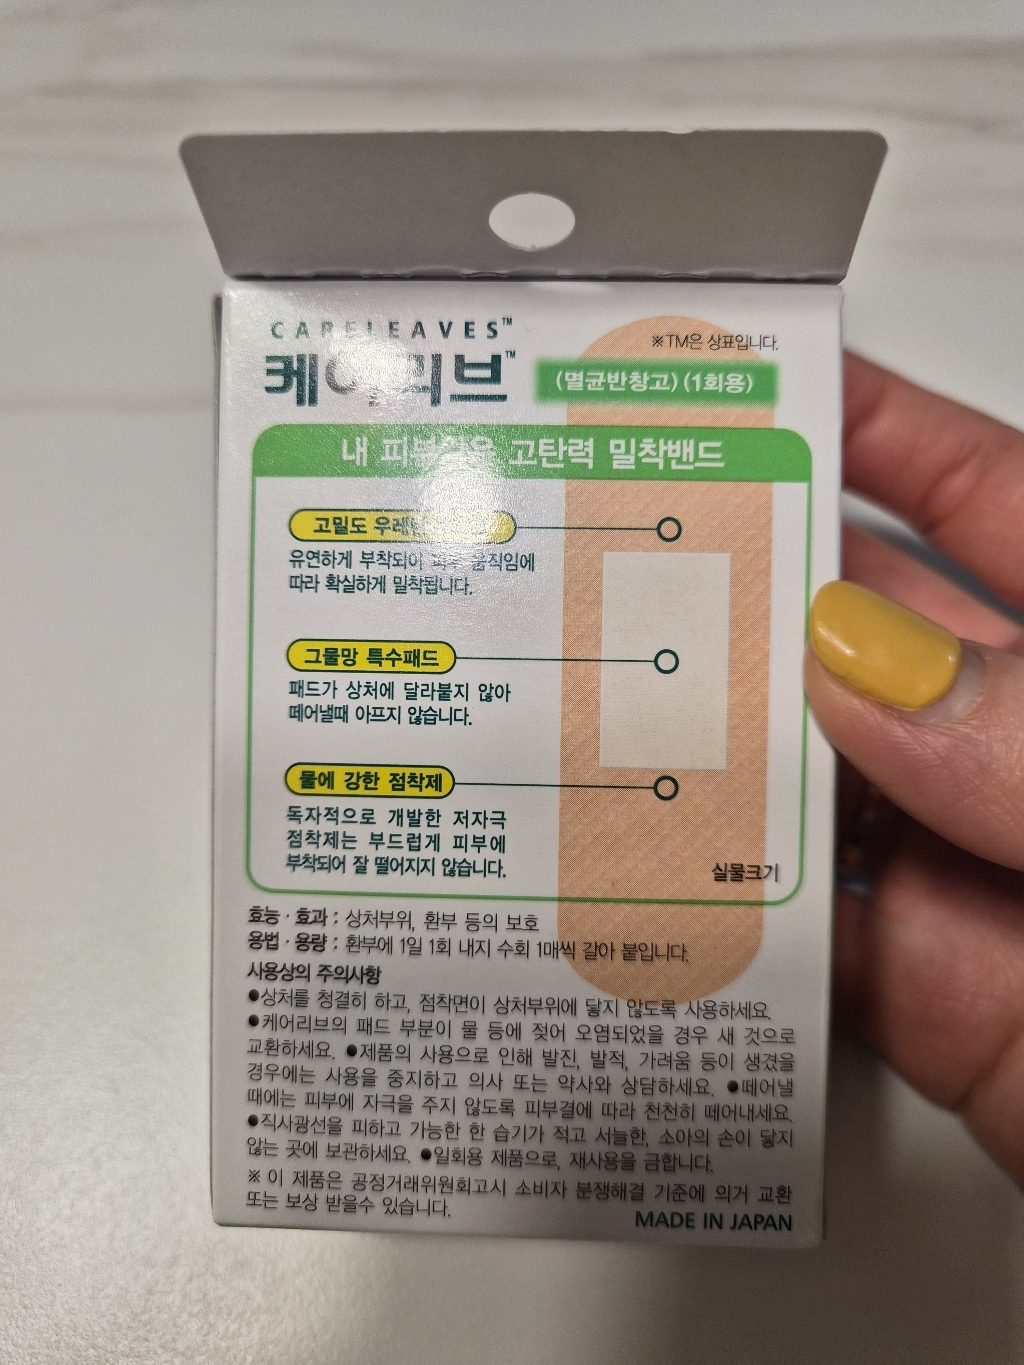 CARELEAVES™
케어리브™
※TM은 상표입니다.
(멸균반창고) (1회용)
내 고탄력 밀착밴드
고밀도
유연하게 부착되어 움직임에
따라 확실하게 밀착됩니다.
그물망 특수패드
패드가 상처에 달라붙지 않아
떼어낼때 아프지 않습니다.
물에 강한 점착제
독자적으로 개발한 저자극
점착제는 부드럽게 피부에
부착되어 잘 떨어지지 않습니다.
실물크기
효능 · 효과 : 상처부위, 환부 등의 보호
용법 · 용량 : 환부에 1일 1회 내지 수회 1매씩 갈아 붙입니다.
사용상의 주의사항
●상처를 청결히 하고, 점착면이 상처부위에 닿지 않도록 사용하세요.
●케어리브의 패드 부분이 물 등에 젖어 오염되었을 경우 새 것으로
교환하세요. ●제품의 사용으로 인해 발진, 발적, 가려움 등이 생겼을
경우에는 사용을 중지하고 의사 또는 약사와 상담하세요. ●떼어낼
때에는 피부에 자극을 주지 않도록 피부결에 따라 천천히 떼어내세요.
●직사광선을 피하고 가능한 한 습기가 적고 서늘한, 소아의 손이 닿지
않는 곳에 보관하세요. ●일회용 제품으로, 재사용을 금합니다.
※ 이 제품은 공정거래위원회고시 소비자 분쟁해결 기준에 의거 교환
또는 보상 받을수 있습니다.
MADE IN JAPAN